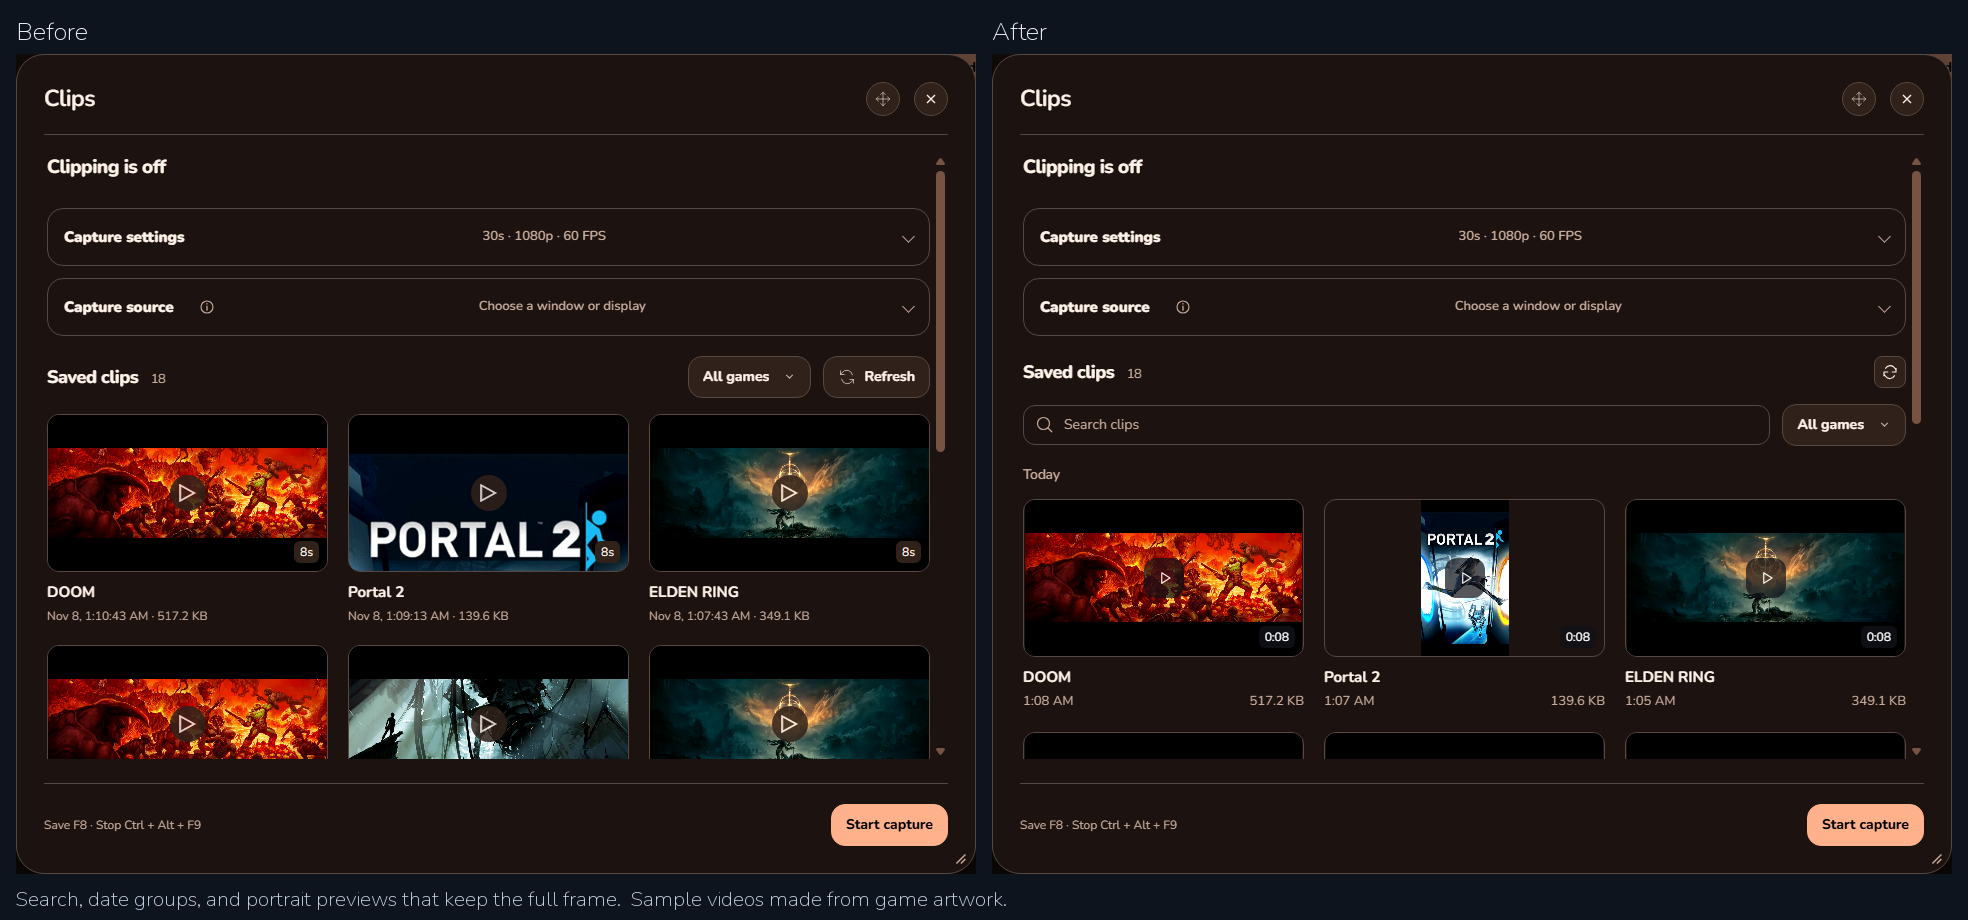 Before
Clips
Clipping is off
Capture settings 30s · 1080p · 60 FPS
Capture source Choose a window or display
Saved clips 18 All games Refresh
PORTAL 2
8s 8s 8s
DOOM Portal 2 ELDEN RING
Nov 8, 1:10:43 AM · 517.2 KB Nov 8, 1:09:13 AM · 139.6 KB Nov 8, 1:07:43 AM · 349.1 KB
Save F8 · Stop Ctrl + Alt + F9 Start capture
After
Clips
Clipping is off
Capture settings 30s · 1080p · 60 FPS
Capture source Choose a window or display
Saved clips 18
Search clips All games
Today
PORTAL 2
0:08 0:08 0:08
DOOM Portal 2 ELDEN RING
1:08 AM 517.2 KB 1:07 AM 139.6 KB 1:05 AM 349.1 KB
Save F8 · Stop Ctrl + Alt + F9 Start capture
Search, date groups, and portrait previews that keep the full frame. Sample videos made from game artwork.